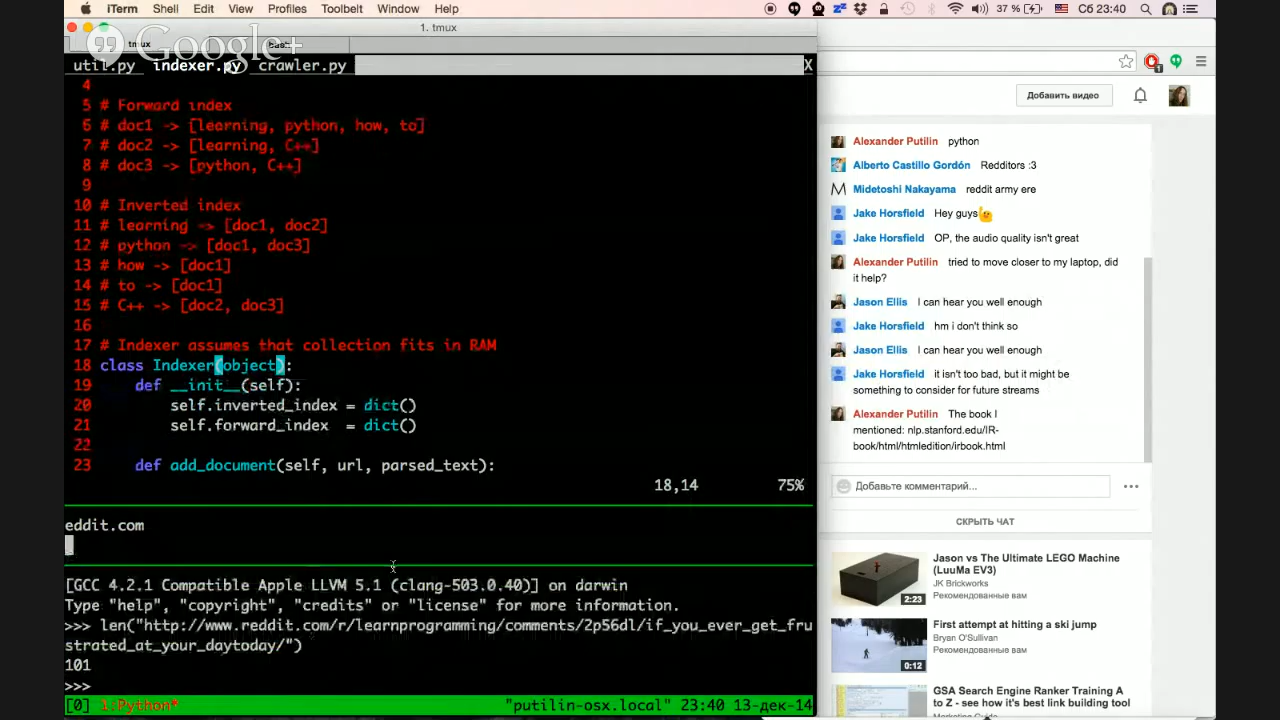 iTerm Shell Edit View Profiles Toolbelt Window Help 37 % Сб 23:40
1. tmux
tmux bash
Google+
util.py indexer.py crawler.py X
4
5 # Forward index
6 # doc1 -> [learning, python, how, to]
7 # doc2 -> [learning, C++]
8 # doc3 -> [python, C++]
9
10 # Inverted index
11 # learning -> [doc1, doc2]
12 # python -> [doc1, doc3]
13 # how -> [doc1]
14 # to -> [doc1]
15 # C++ -> [doc2, doc3]
16
17 # Indexer assumes that collection fits in RAM
18 class Indexer(object):
19 def __init__(self):
20 self.inverted_index = dict()
21 self.forward_index = dict()
22
23 def add_document(self, url, parsed_text):
18,14 75%
eddit.com
[GCC 4.2.1 Compatible Apple LLVM 5.1 (clang-503.0.40)] on darwin
Type "help", "copyright", "credits" or "license" for more information.
>>> len("http://www.reddit.com/r/learnprogramming/comments/2p56dl/if_you_ever_get_fru
strated_at_your_daytoday/")
101
>>>
[0] 1:Python* "putilin-osx.local" 23:40 13-дек-14
1
Добавить видео
Alexander Putilin python
Alberto Castillo Gordón Redditors :3
Midetoshi Nakayama reddit army ere
Jake Horsfield Hey guys
Jake Horsfield OP, the audio quality isn't great
Alexander Putilin tried to move closer to my laptop, did
it help?
Jason Ellis I can hear you well enough
Jake Horsfield hm i don't think so
Jason Ellis I can hear you well enough
Jake Horsfield it isn't too bad, but it might be
something to consider for future streams
Alexander Putilin The book I
mentioned: nlp.stanford.edu/IR-
book/html/htmledition/irbook.html
Добавьте комментарий...
СКРЫТЬ ЧАТ
Jason vs The Ultimate LEGO Machine
(LuuMa EV3)
JK Brickworks
Рекомендованные вам
2:23
First attempt at hitting a ski jump
Bryan O'Sullivan
Рекомендованные вам
0:12
GSA Search Engine Ranker Training A
to Z - see how it's best link building tool